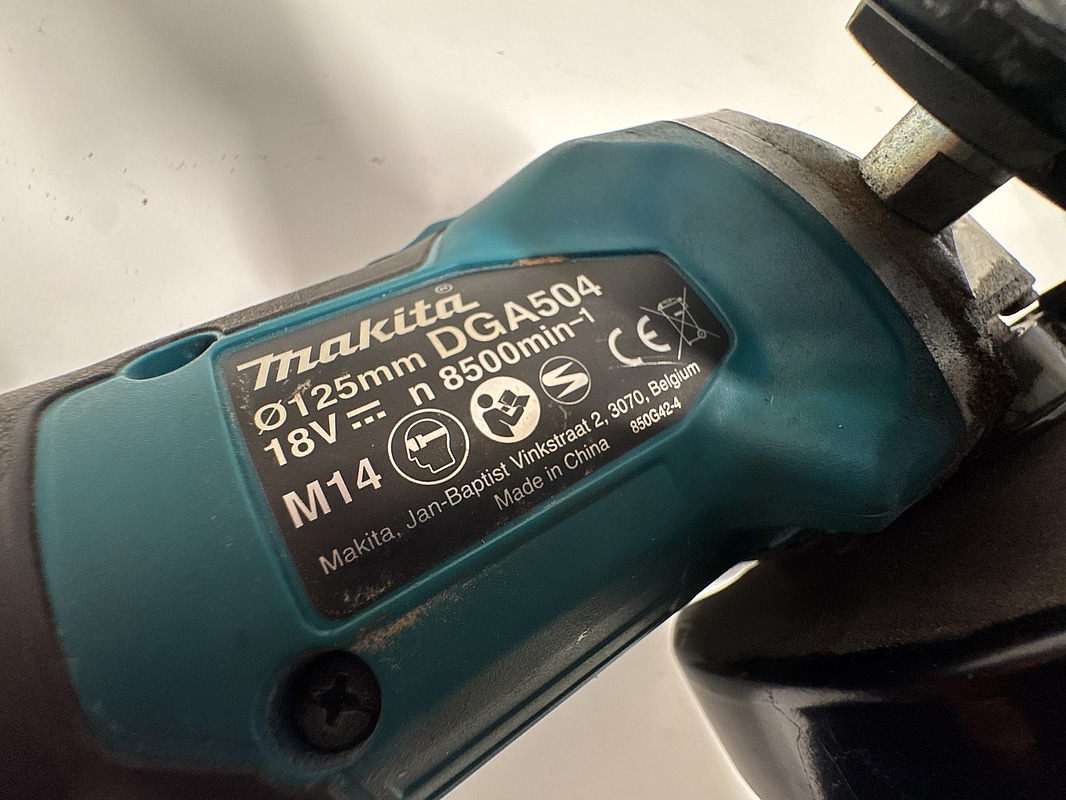 makita®
Ø125mm DGA504
18V⎓ n 8500min-1
M14
CE
Makita, Jan-Baptist Vinkstraat 2, 3070, Belgium
Made in China 850G42-4